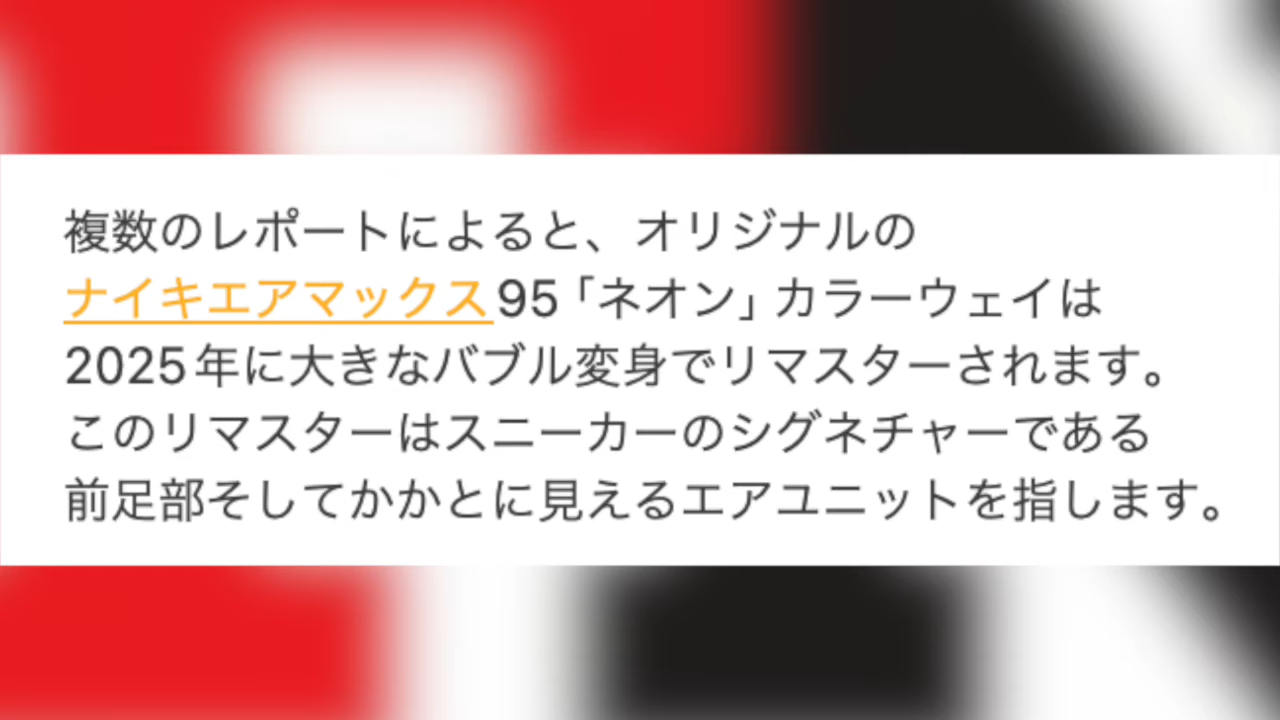 複数のレポートによると、オリジナルの
ナイキエアマックス95「ネオン」カラーウェイは
2025年に大きなバブル変身でリマスターされます。
このリマスターはスニーカーのシグネチャーである
前足部そしてかかとに見えるエアユニットを指します。